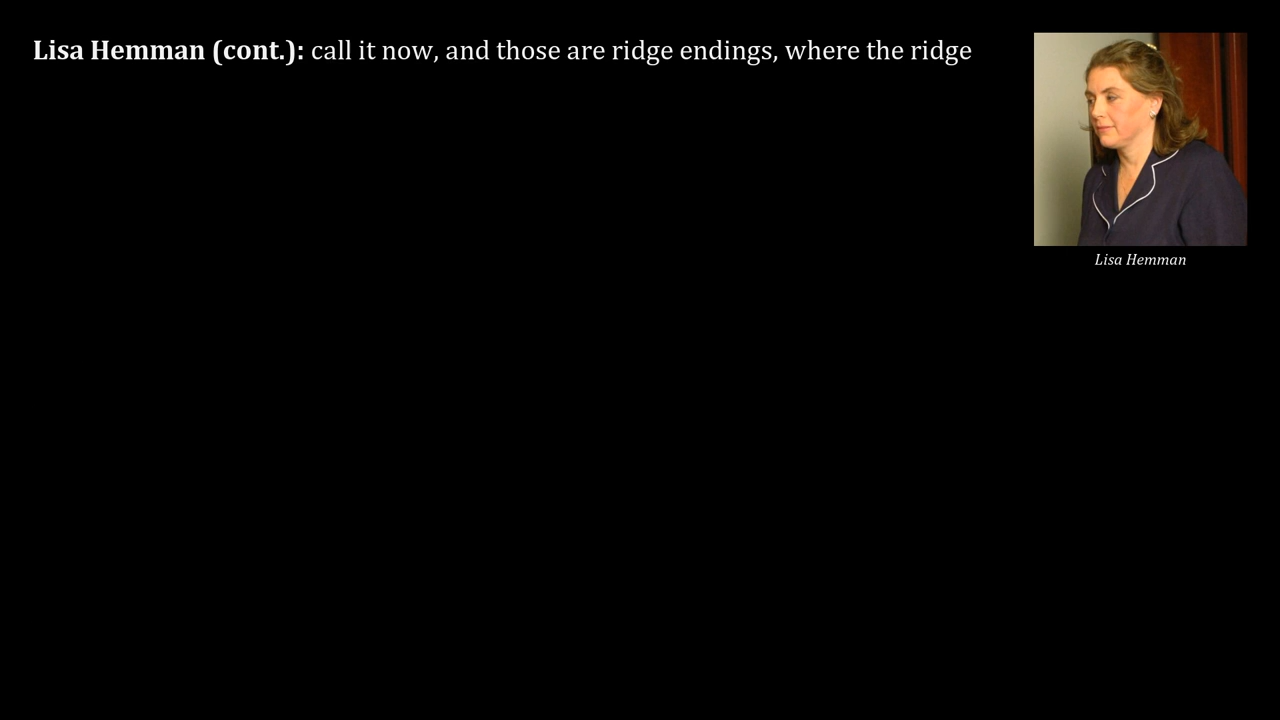 Lisa Hemman (cont.): call it now, and those are ridge endings, where the ridge
Lisa Hemman